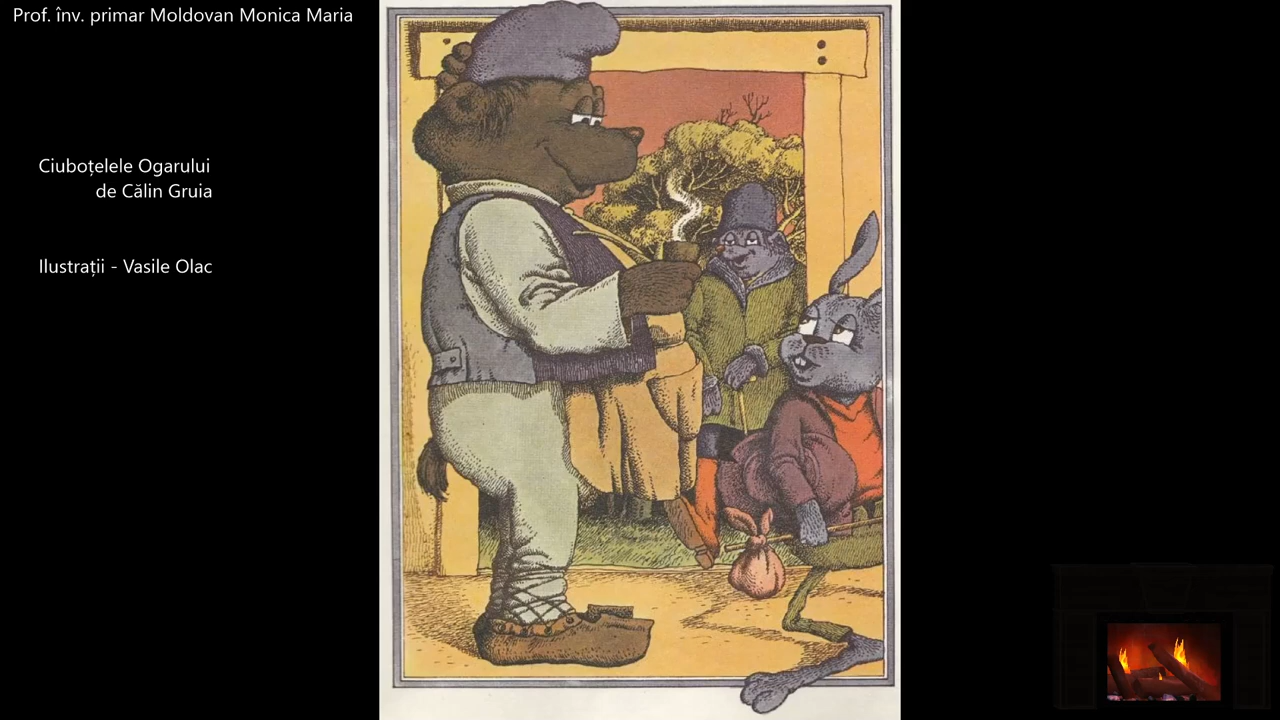 Prof. înv. primar Moldovan Monica Maria
Ciuboțelele Ogarului
de Călin Gruia
Ilustrații - Vasile Olac